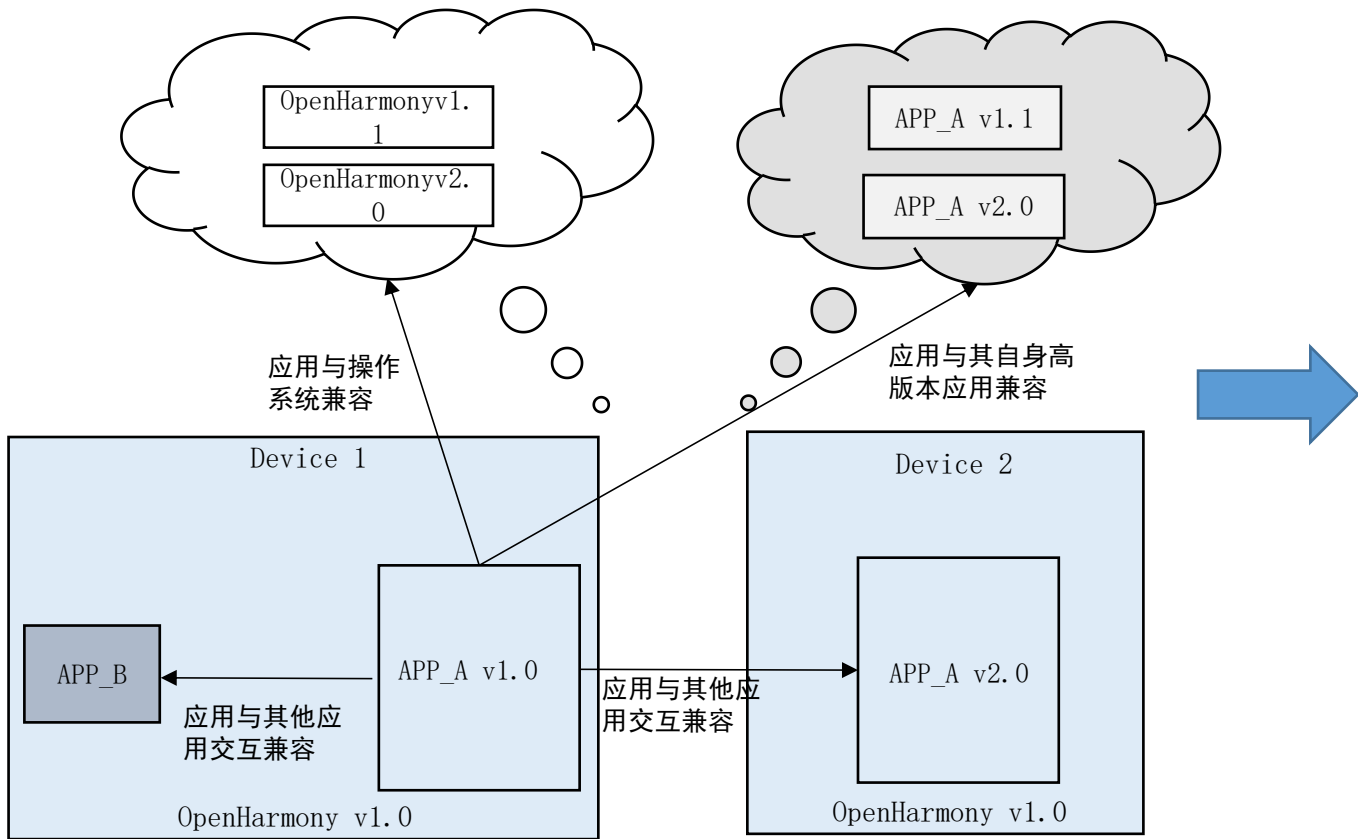 OpenHarmonyv1.
1
OpenHarmonyv2.
0
APP_A v1.1
APP_A v2.0
应用与操作
系统兼容
应用与其自身高
版本应用兼容
Device 1
Device 2
APP_B
APP_A v1.0
APP_A v2.0
应用与其他应
用交互兼容
应用与其他应
用交互兼容
OpenHarmony v1.0
OpenHarmony v1.0